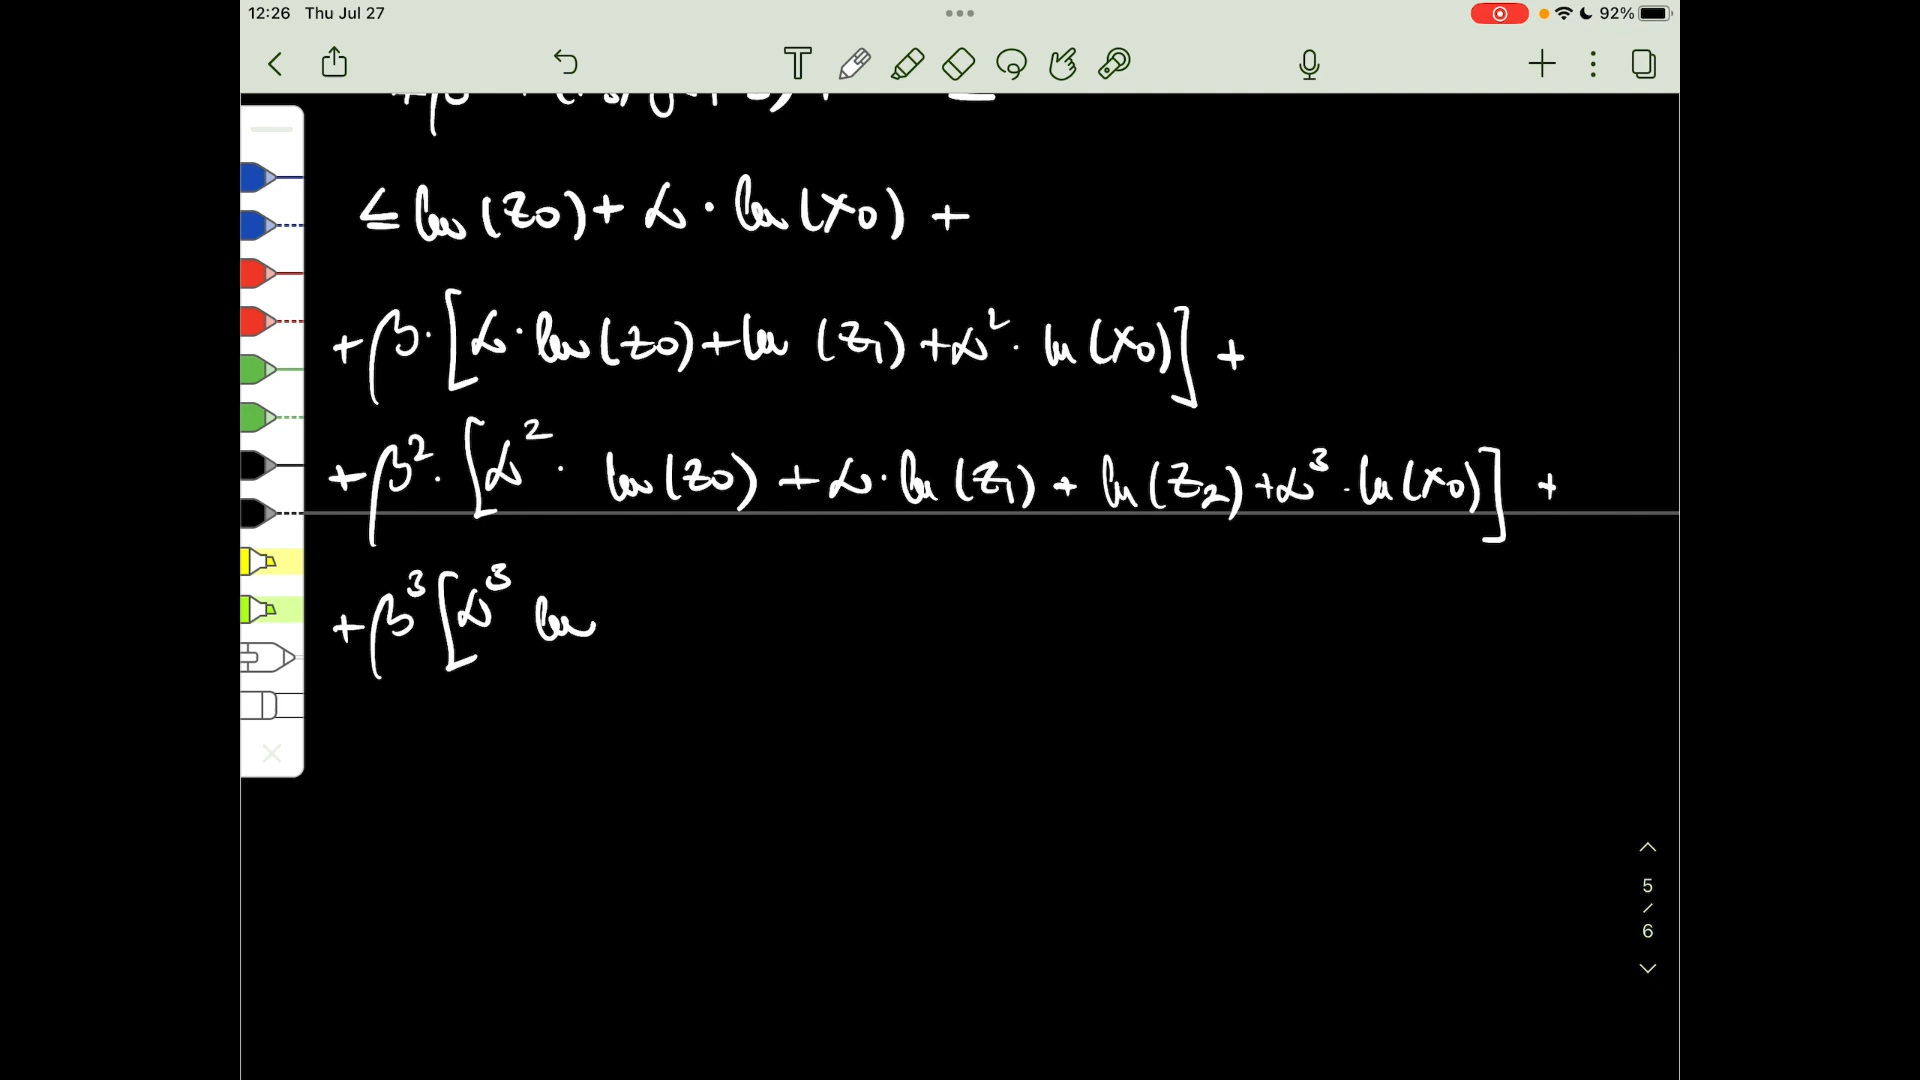 12:26 Thu Jul 27 92%
T
≤ ln(z0) + α · ln(x0) +
+β · [α · ln(z0) + ln(z₁) + α² · ln(x0)] +
+β² · [α² · ln(z0) + α · ln(z₁) + ln(z₂) + α³ · ln(x0)] +
+β³ [α³ ln
5
/
6